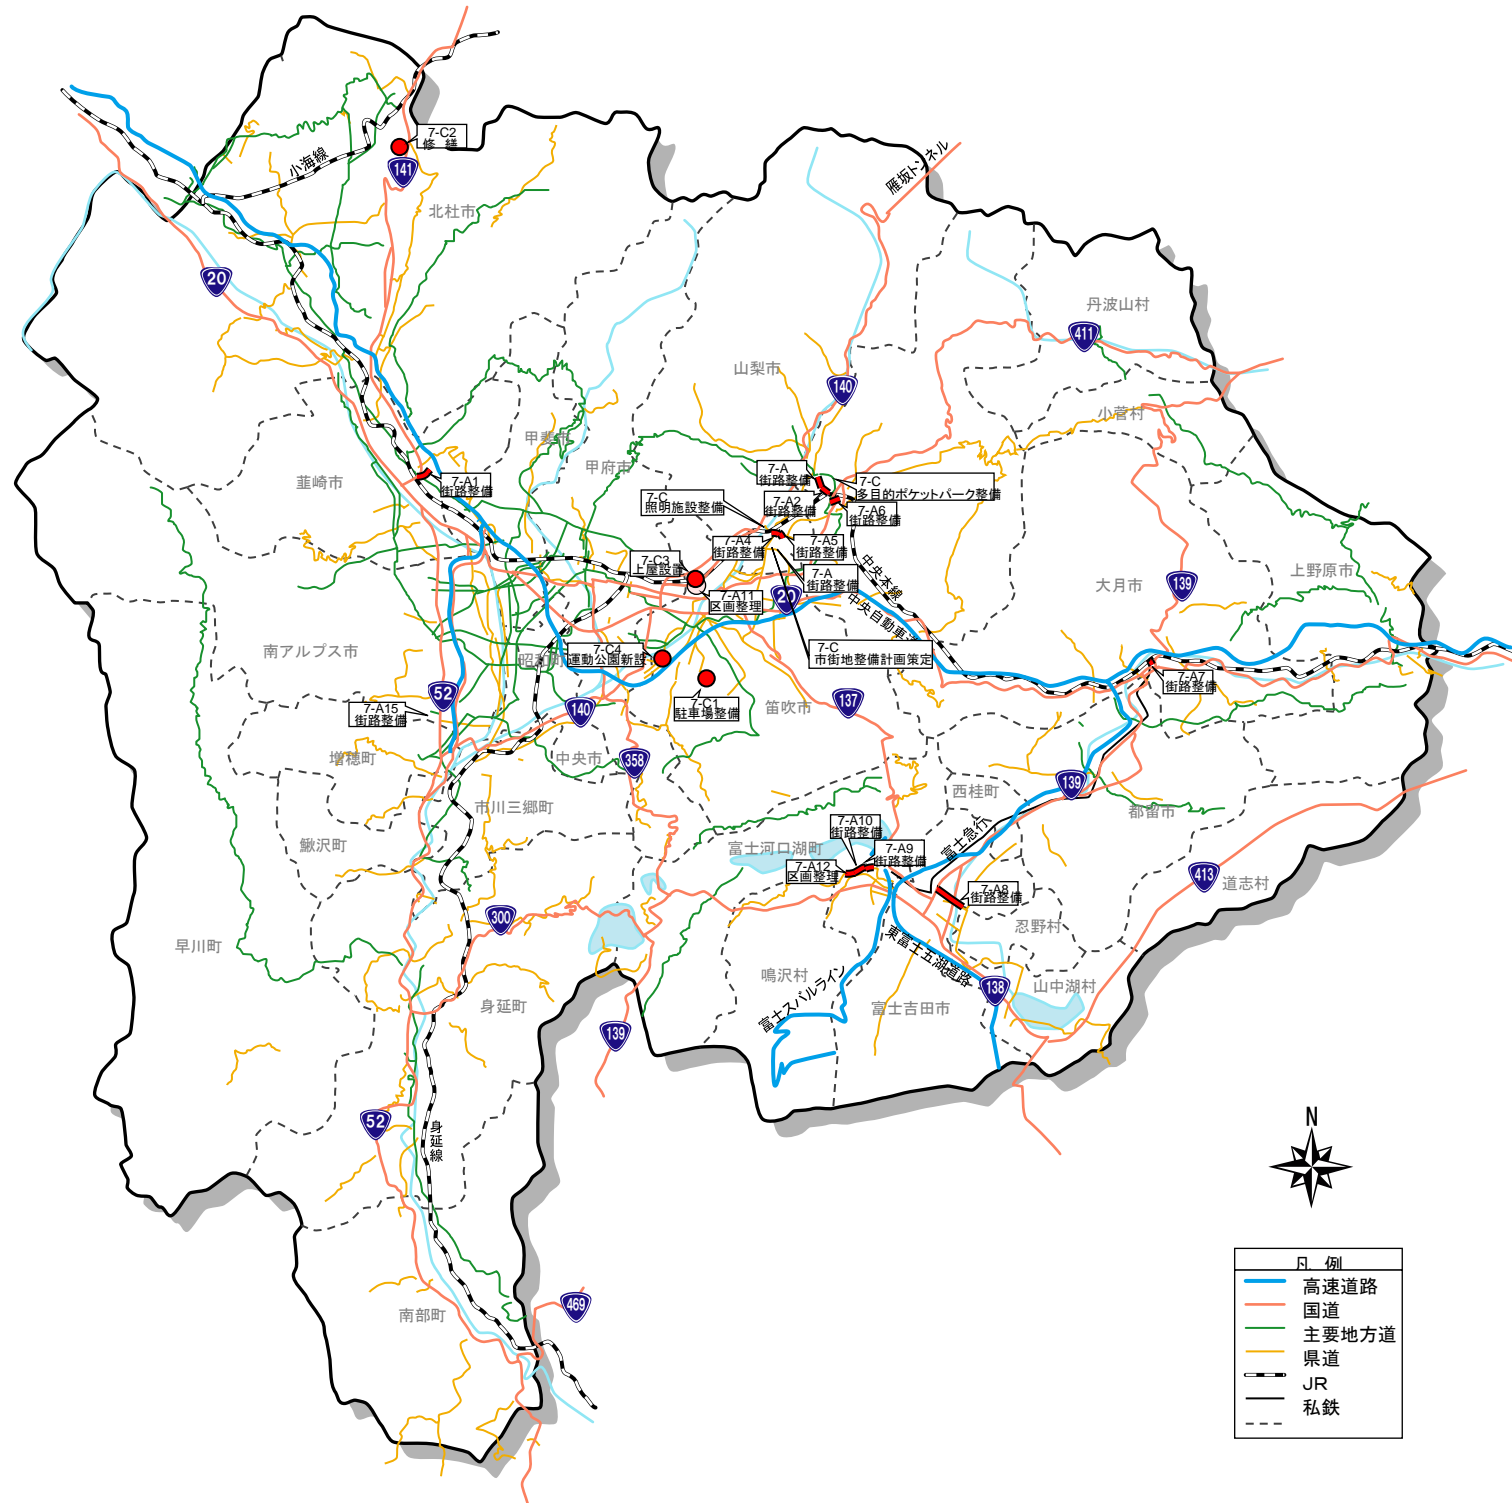 雁坂トンネル
7-C2
修 繕
小海線
141
北杜市
20
丹波山村
411
山梨市
140
小菅村
甲斐市
甲府市
韮崎市
7-A1
街路整備
7-A
街路整備
7-C
多目的ポケットパーク整備
7-C
照明施設整備
7-A2
街路整備
7-A6
街路整備
7-A4
街路整備
7-A5
街路整備
7-C3
上屋設置
7-A
街路整備
中央本線
上野原市
大月市
139
7-A11
区画整理
20
中央自動車道
7-C
市街地整備計画策定
南アルプス市
昭和町
7-C4
運動公園新設
7-A7
街路整備
52
7-C1
駐車場整備
137
笛吹市
7-A15
街路整備
140
増穂町
中央市
358
139
西桂町
都留市
市川三郷町
鰍沢町
7-A10
街路整備
富士急行
富士河口湖町
7-A9
街路整備
7-A12
区画整理
413
道志村
7-A8
街路整備
300
忍野村
早川町
東富士五湖道路
鳴沢村
富士スバルライン
138
山中湖村
身延町
富士吉田市
139
52
身延線
N
凡 例
高速道路
国道
主要地方道
県道
JR
私鉄
469
南部町